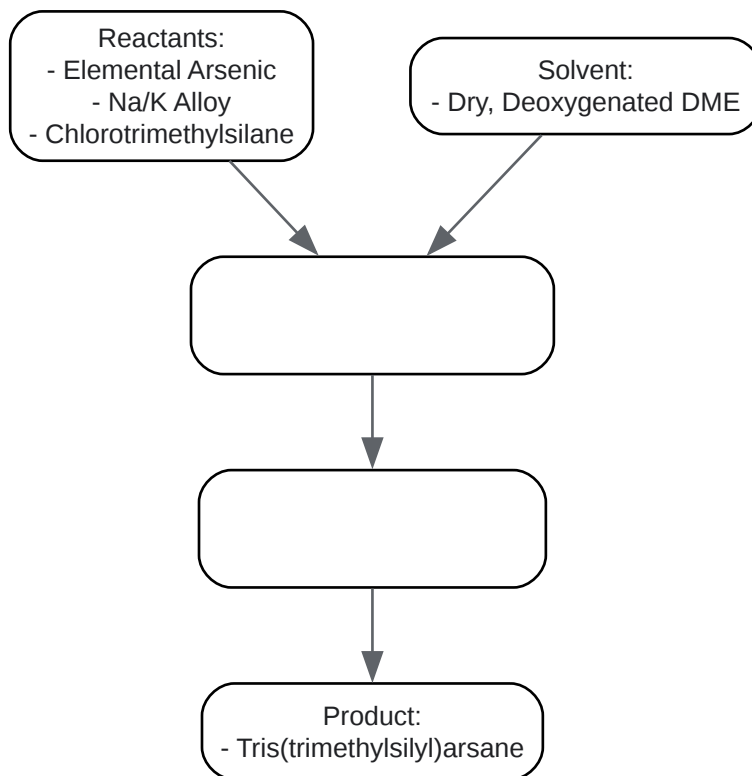 Reactants:
- Elemental Arsenic
- Na/K Alloy
- Chlorotrimethylsilane
Solvent:
- Dry, Deoxygenated DME
Product:
- Tris(trimethylsilyl)arsane